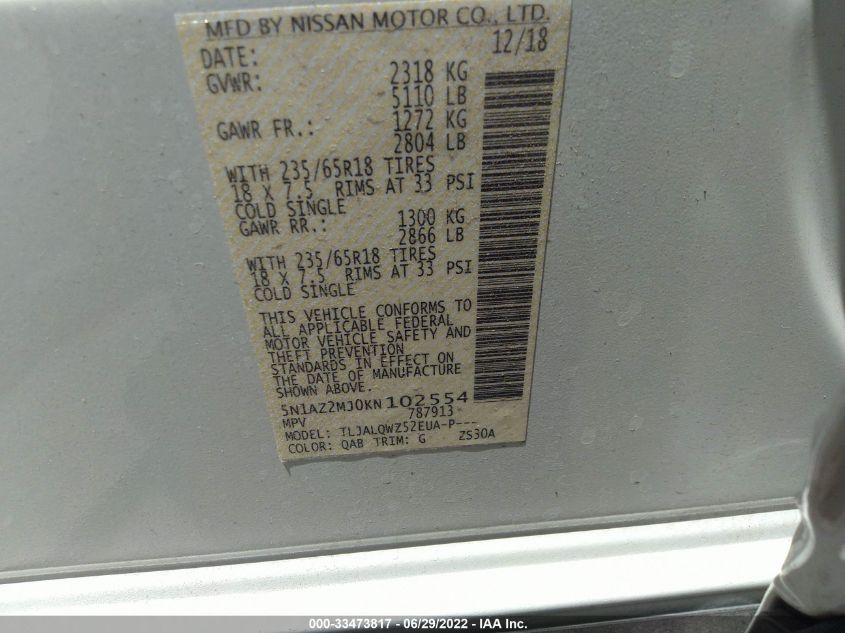 MFD BY NISSAN MOTOR CO., LTD.
DATE: 12/18
GVWR: 2318 KG
5110 LB
GAWR FR.: 1272 KG
2804 LB
WITH 235/65R18 TIRES
18 X 7.5 RIMS AT 33 PSI
COLD SINGLE
GAWR RR.: 1300 KG
2866 LB
WITH 235/65R18 TIRES
18 X 7.5 RIMS AT 33 PSI
COLD SINGLE
THIS VEHICLE CONFORMS TO
ALL APPLICABLE FEDERAL
MOTOR VEHICLE SAFETY AND
THEFT PREVENTION
STANDARDS IN EFFECT ON
THE DATE OF MANUFACTURE
SHOWN ABOVE.
5N1AZ2MJ0KN102554
MPV 787913
MODEL: TLJALQWZ52EUA-P---
COLOR: QAB TRIM: G ZS30A
000-33473817 - 06/29/2022 - IAA Inc.